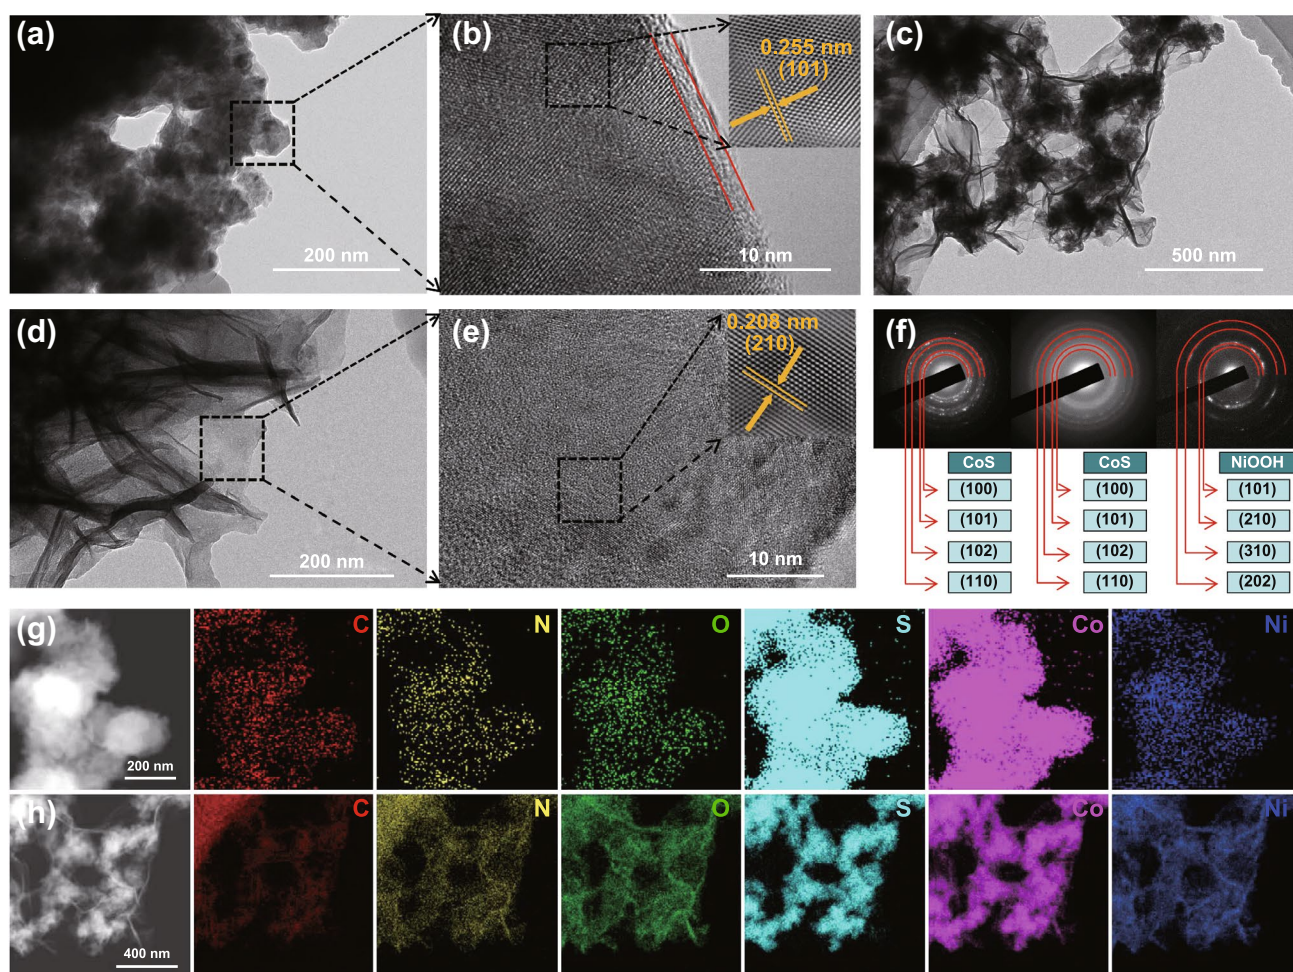 (a)
200 nm
(b)
0.255 nm
(101)
10 nm
(c)
500 nm
(d)
200 nm
(e)
0.208 nm
(210)
10 nm
(f)
CoS
(100)
(101)
(102)
(110)
CoS
(100)
(101)
(102)
(110)
NiOOH
(101)
(210)
(310)
(202)
(g)
200 nm
C
N
O
S
Co
Ni
(h)
400 nm
C
N
O
S
Co
Ni